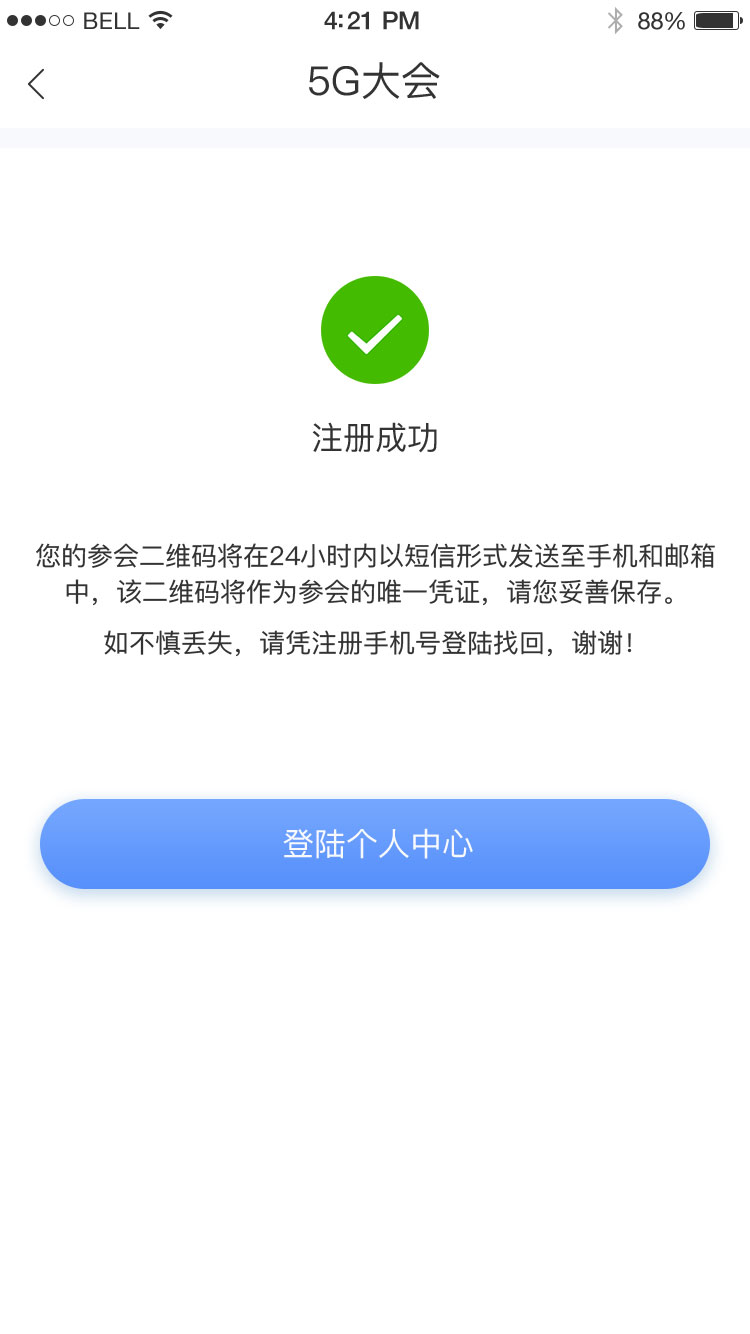 BELL 4:21 PM 88%
5G大会
注册成功
您的参会二维码将在24小时内以短信形式发送至手机和邮箱
中，该二维码将作为参会的唯一凭证，请您妥善保存。
如不慎丢失，请凭注册手机号登陆找回，谢谢！
登陆个人中心